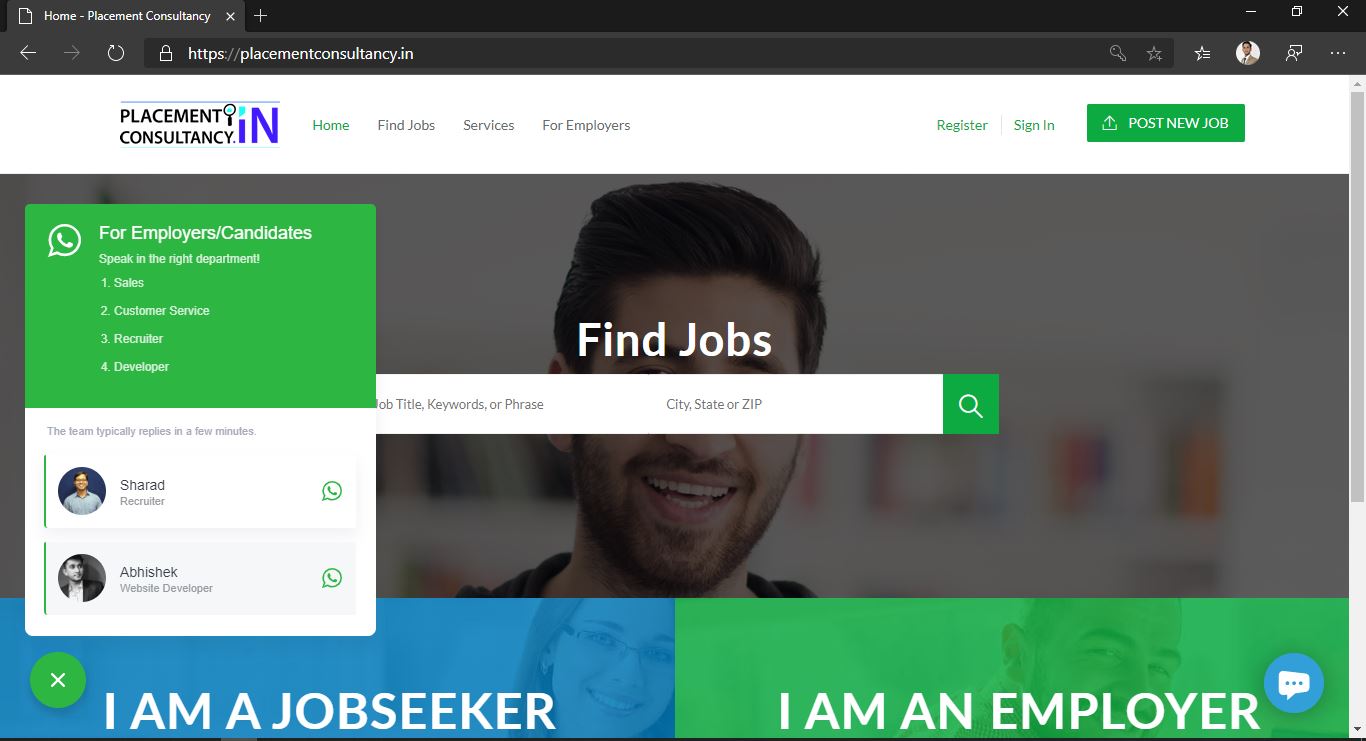 Home - Placement Consultancy
https://placementconsultancy.in
PLACEMENT
CONSULTANCY. iN
Home Find Jobs Services For Employers
Register Sign In POST NEW JOB
For Employers/Candidates
Speak in the right department!
1. Sales
2. Customer Service
3. Recruiter
4. Developer
The team typically replies in a few minutes.
Sharad
Recruiter
Abhishek
Website Developer
Find Jobs
Job Title, Keywords, or Phrase City, State or ZIP
I AM A JOBSEEKER
I AM AN EMPLOYER